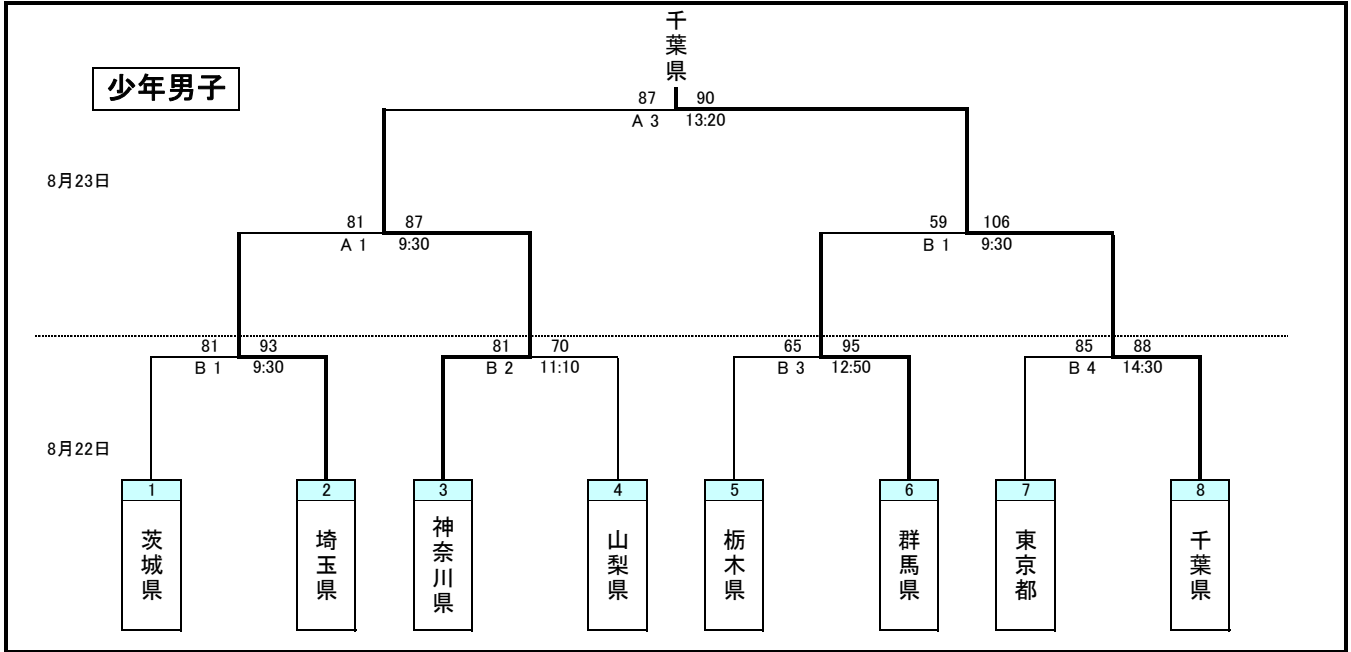 千葉県
少年男子
87 90
A 3 13:20
8月23日
81 87
A 1 9:30
59 106
B 1 9:30
81 93
B 1 9:30
81 70
B 2 11:10
65 95
B 3 12:50
85 88
B 4 14:30
8月22日
1 2 3 4 5 6 7 8
茨城県
埼玉県
神奈川県
山梨県
栃木県
群馬県
東京都
千葉県